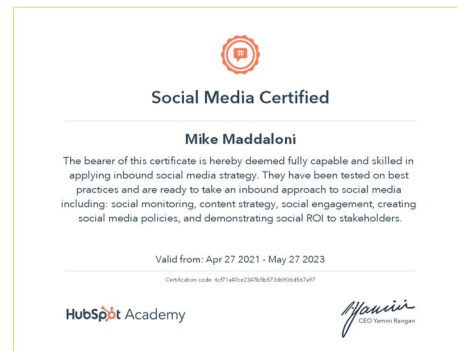 #
Social Media Certified
Mike Maddaloni
The bearer of this certificate is hereby deemed fully capable and skilled in
applying inbound social media strategy. They have been tested on best
practices and are ready to take an inbound approach to social media
including: social monitoring, content strategy, social engagement, creating
social media policies, and demonstrating social ROI to stakeholders.
Valid from: Apr 27 2021 - May 27 2023
Certification code:
HubSpot Academy
CEO Yamini Rangan